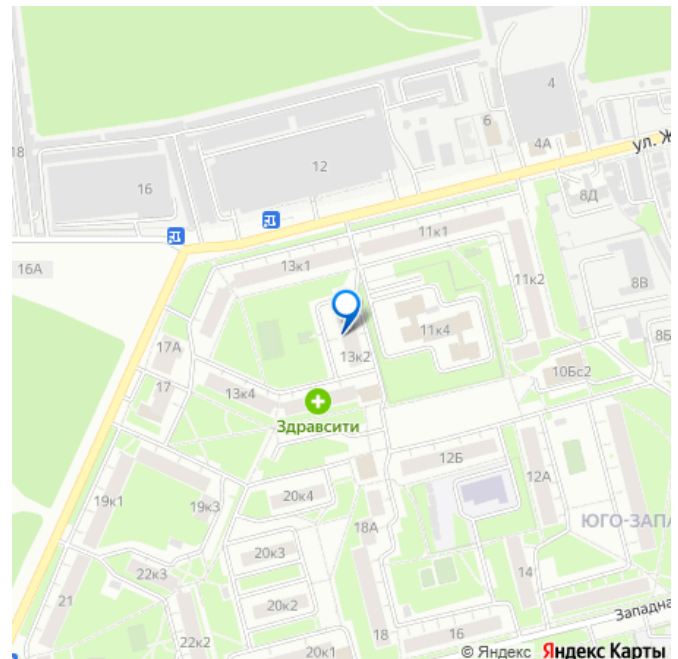 4
6
4А
ул. Ж
18
12
16
8Д
11к1
13к1
11к2
16А
8В
11к4
8Б
17А
13к2
10Бс2
17
13к4
Здравсити
12Б
12А
19к1
19к3
20к4
18А
ЮГО-ЗАПА
20к3
22к3
14
21
20к2
Западна
22к2
18
16
20к1
© Яндекс Яндекс Карты